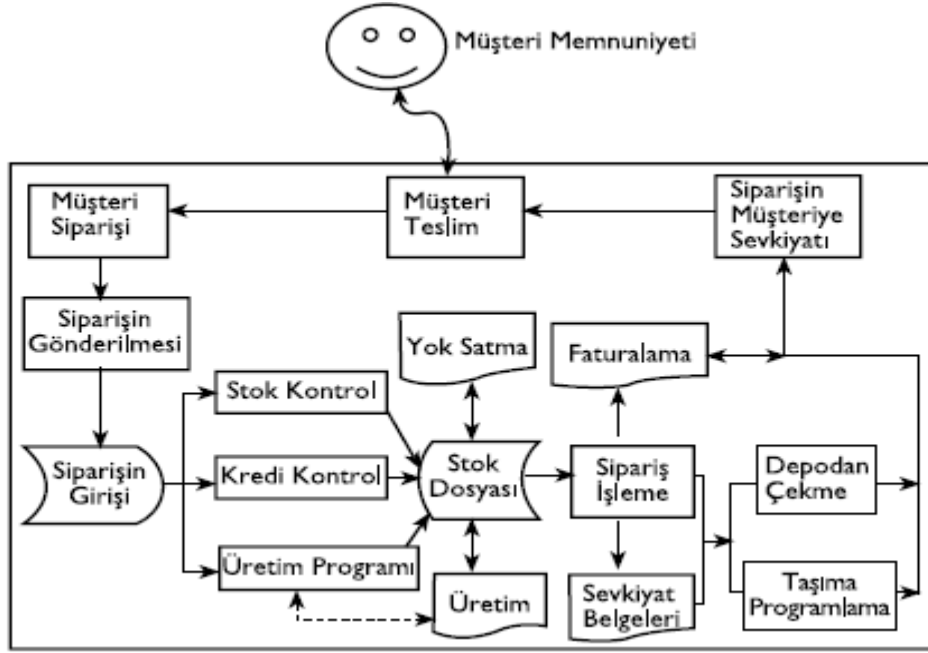 Müşteri Memnuniyeti
Müşteri
Siparişi
Müşteri
Teslim
Siparişin
Müşteriye
Sevkiyatı
Siparişin
Gönderilmesi
Yok Satma
Faturalama
Stok Kontrol
Siparişin
Girişi
Kredi Kontrol
Stok
Dosyası
Sipariş
İşleme
Depodan
Çekme
Üretim Programı
Üretim
Sevkiyat
Belgeleri
Taşıma
Programlama